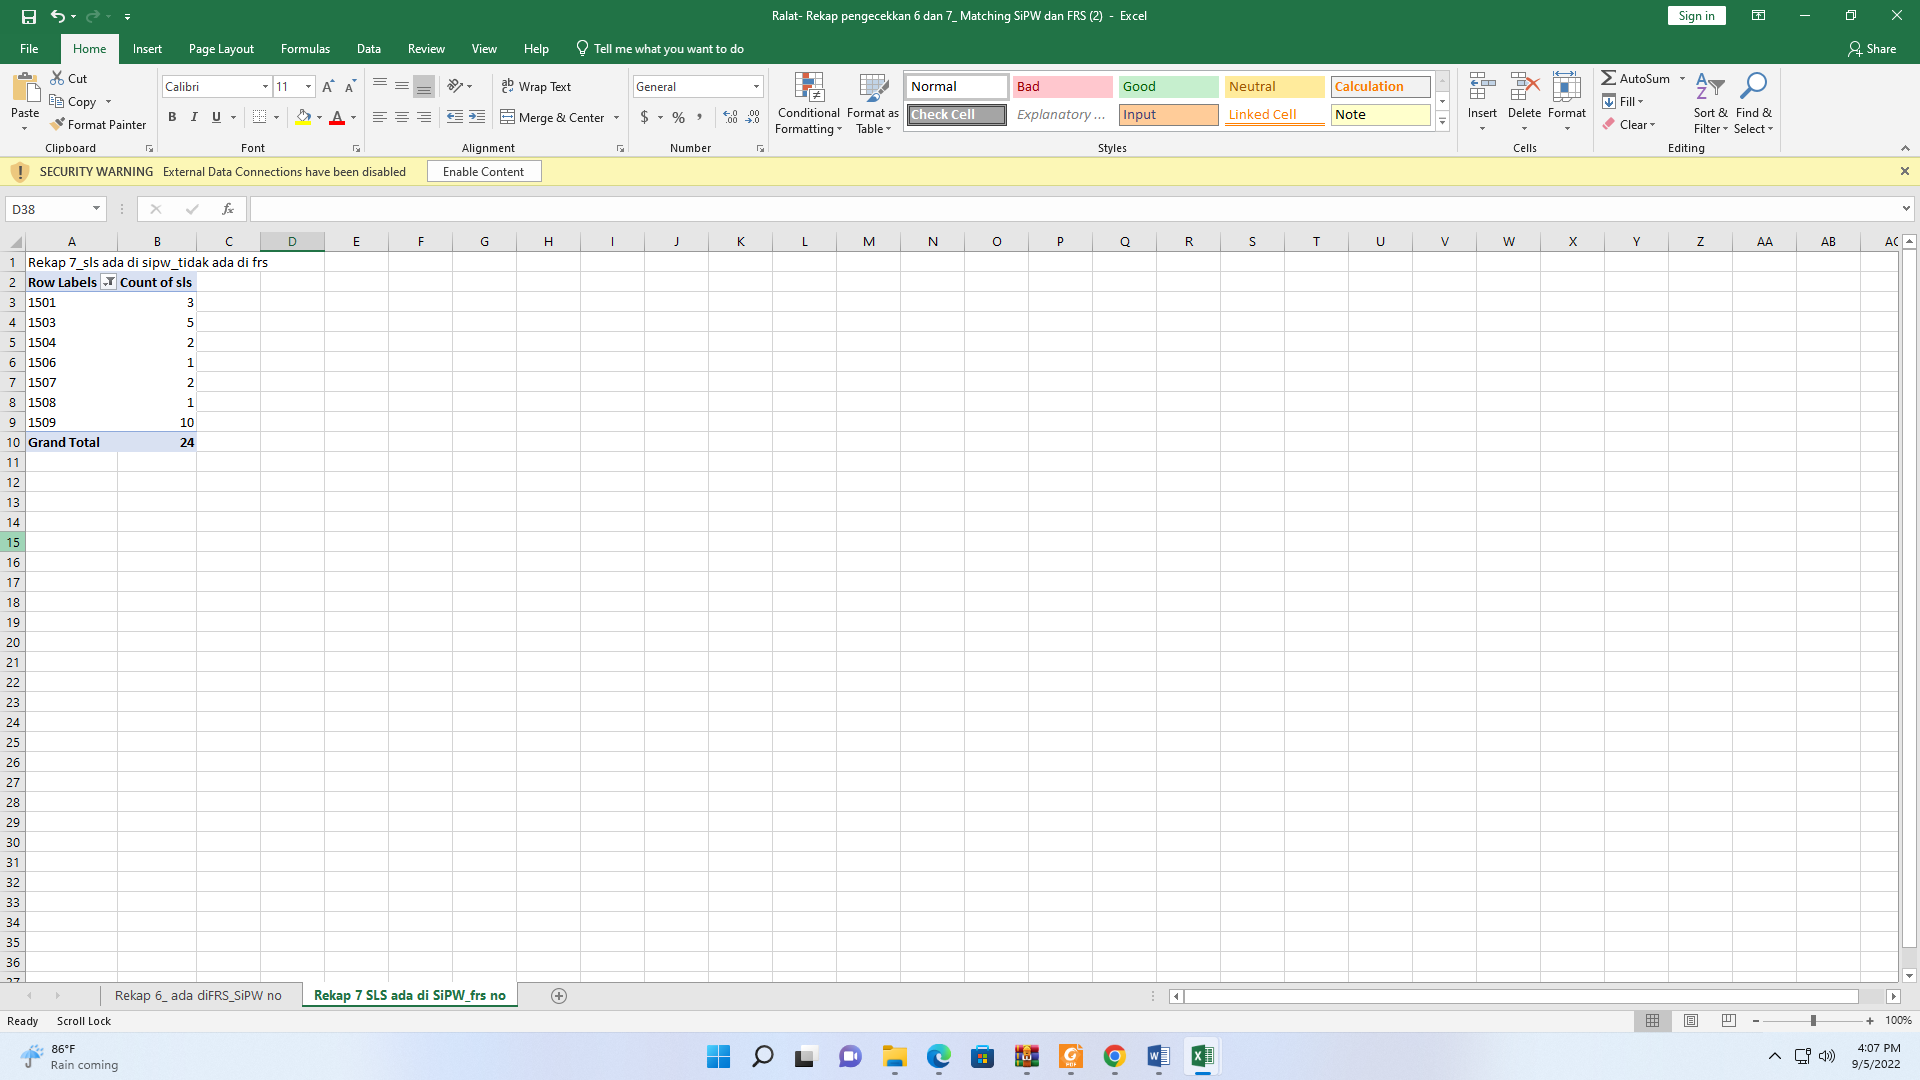 Ralat- Rekap pengecekkan 6 dan 7_ Matching SiPW dan FRS (2) - Excel
Sign in
File Home Insert Page Layout Formulas Data Review View Help Tell me what you want to do Share
Paste
Cut
Copy
Format Painter
Clipboard
Calibri 11
B I U
Font
Wrap Text
Merge & Center
Alignment
General
$ % ,
Number
Conditional Formatting
Format as Table
Normal Bad Good Neutral Calculation
Check Cell Explanatory ... Input Linked Cell Note
Styles
Insert Delete Format
Cells
AutoSum
Fill
Clear
Sort & Filter
Find & Select
Editing
SECURITY WARNING External Data Connections have been disabled Enable Content
D38 fx
A B C D E F G H I J K L M N O P Q R S T U V W X Y Z AA AB AC
1 Rekap 7_sls ada di sipw_tidak ada di frs
2 Row Labels Count of sls
3 1501 3
4 1503 5
5 1504 2
6 1506 1
7 1507 2
8 1508 1
9 1509 10
10 Grand Total 24
11
12
13
14
15
16
17
18
19
20
21
22
23
24
25
26
27
28
29
30
31
32
33
34
35
36
37
Rekap 6_ ada diFRS_SiPW no Rekap 7 SLS ada di SiPW_frs no
Ready Scroll Lock 100%
86°F
Rain coming
4:07 PM
9/5/2022